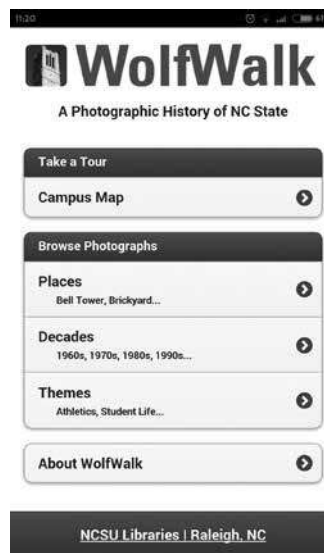 11:20
WolfWalk
A Photographic History of NC State
Take a Tour
Campus Map
Browse Photographs
Places
Bell Tower, Brickyard...
Decades
1960s, 1970s, 1980s, 1990s...
Themes
Athletics, Student Life...
About WolfWalk
NCSU Libraries | Raleigh, NC